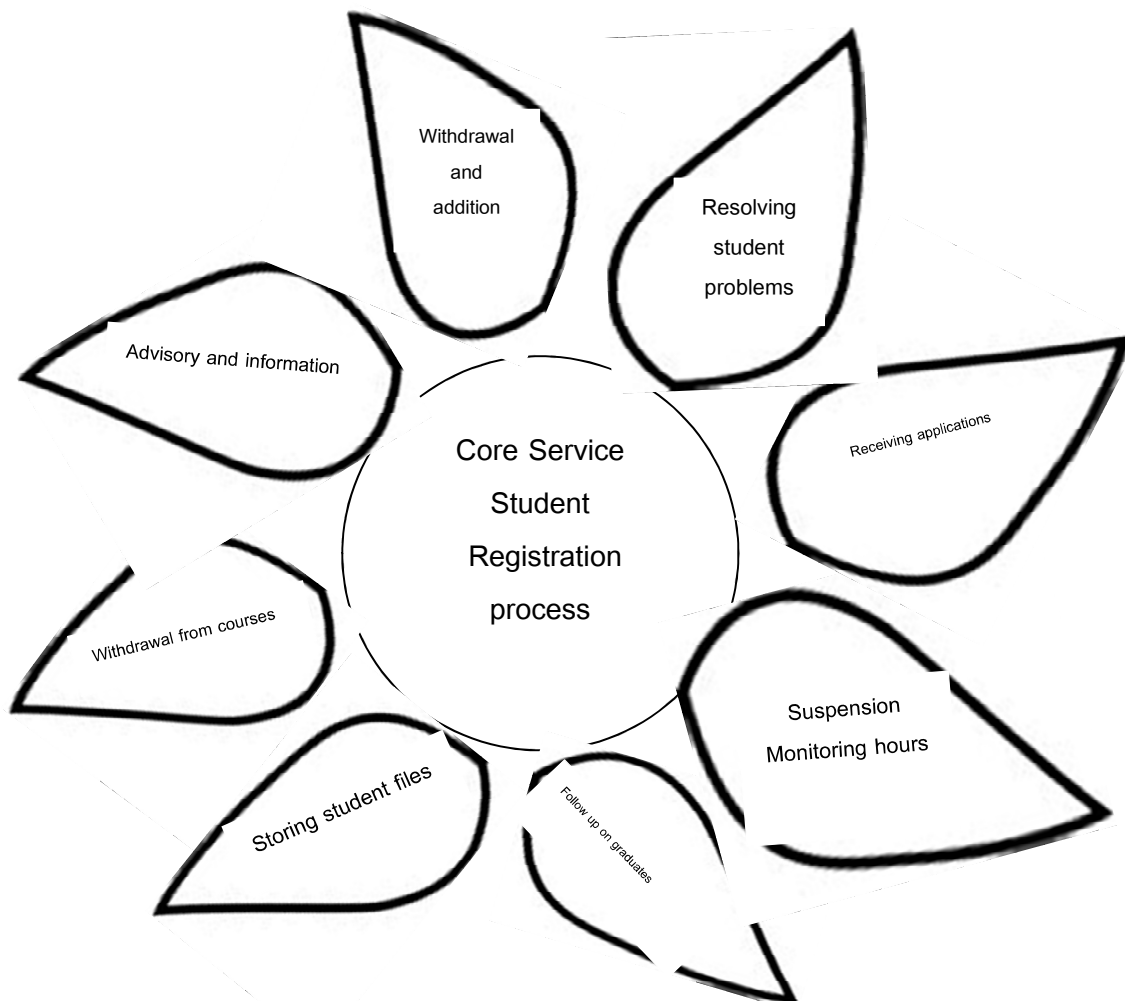 Withdrawal
and
addition
Resolving
student
problems
Advisory and information
Receiving applications
Core Service
Student
Registration
process
Withdrawal from courses
Suspension
Monitoring hours
Storing student files
Follow up on graduates